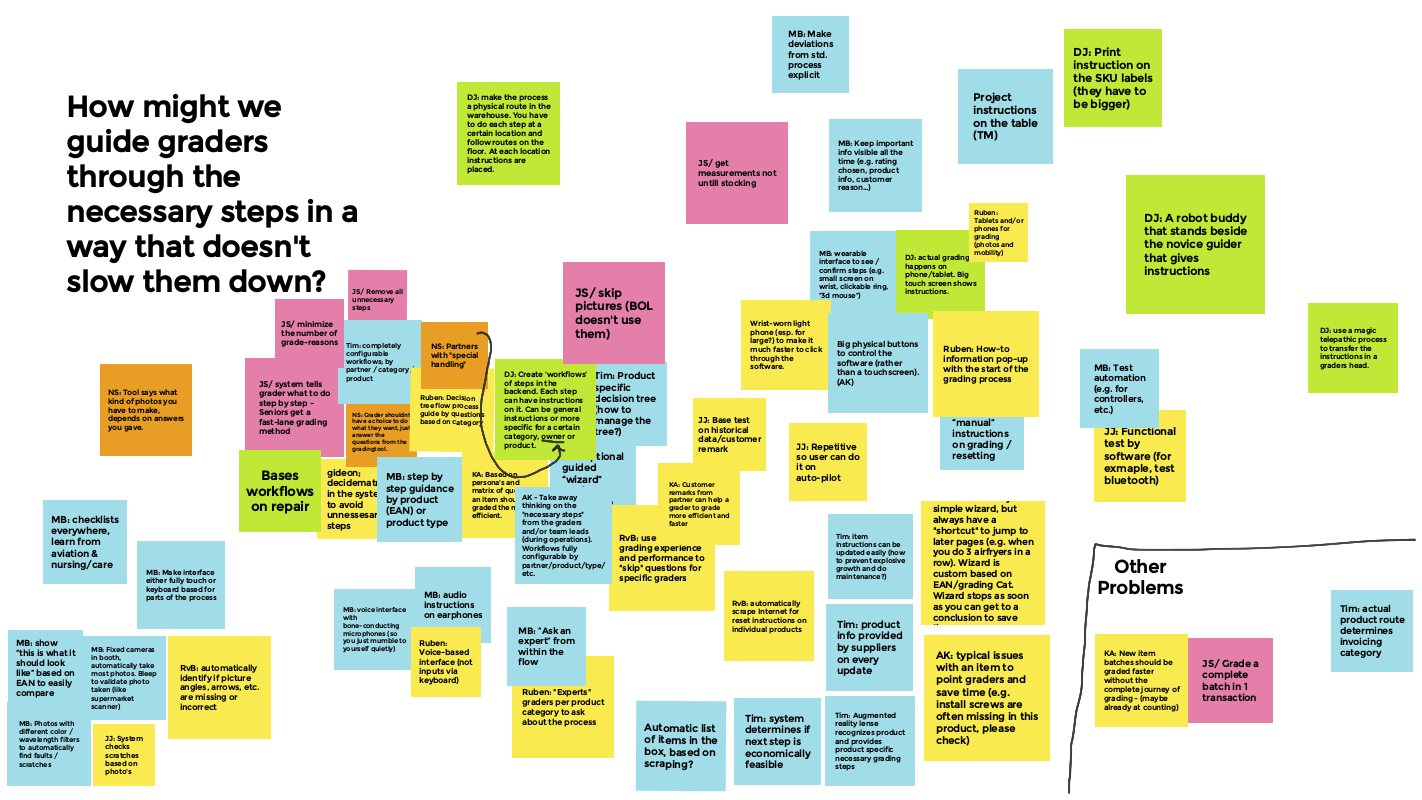 How might we
guide graders
through the
necessary steps in a
way that doesn't
slow them down?
DJ: make the process
a physical route in the
warehouse. You have
to do each step at a
certain location and
follow routes on the
floor. At each location
instructions are
placed.
MB: Make
deviations
from std.
process
explicit
DJ: Print
instruction on
the SKU labels
(they have to
be bigger)
Project
instructions
on the table
(TM)
JS/ get
measurements not
untill stocking
MB: Keep important
info visible all the
time (e.g. rating
chosen, product
info, customer
reason...)
DJ: A robot buddy
that stands beside
the novice guider
that gives
instructions
Ruben:
Tablets and/or
phones for
grading
(photos and
mobility)
MB: wearable
interface to see /
confirm steps (e.g.
small screen on
wrist, clickable ring,
"3d mouse")
DJ: actual grading
happens on
phone/tablet. Big
touch screen shows
instructions.
JS/ Remove all
unnecessary
steps
JS/ skip
pictures (BOL
doesn't use
them)
JS/ minimize
the number of
grade-reasons
Tim: completely
configurable
workflows; by
partner / category /
product
NS: Partners
with "special
handling"
Wrist-worn light
phone (esp. for
large?) to make it
much faster to click
through the
software.
Big physical buttons
to control the
software (rather
than a touchscreen).
(AK)
Ruben: How-to
information pop-up
with the start of the
grading process
DJ: use a magic
telepathic process
to transfer the
instructions in a
graders head.
NS: Tool says what
kind of photos you
have to make,
depends on answers
you gave.
JS/ system tells
grader what to do
step by step -
Seniors get a
fast-lane grading
method
NS: Grader shouldnt
have a choice to do
what they want, just
answer the
questions from the
gradingtool.
Ruben: Decision
tree flow process
guide by questions
based on category
DJ: Create 'workflows'
of steps in the
backend. Each step
can have instructions
on it. Can be general
instructions or more
specific for a certain
category, owner or
product.
Tim: Product
specific
decision tree
(how to
manage the
tree?)
MB: Test
automation
(e.g. for
controllers,
etc.)
JJ: Functional
test by
software (for
exmaple, test
bluetooth)
JJ: Base test
on historical
data/customer
remark
JJ: Repetitive
so user can do
it on
auto-pilot
"manual"
instructions
on grading /
resetting
Bases
workflows
on repair
gideon;
in the
to avoid
unnessesar
steps
MB: step by
step guidance
by product
(EAN) or
product type
KA: Based on
persona's and
matrix of
an item
graded the
efficient.
guided
"wizard"
KA: Customer
remarks from
partner can help a
grader to grade
more efficient and
faster
AK - Take away
thinking on the
"necessary steps"
from the graders
and/or team leads
(during operations).
Workflows fully
configurable by
partner/product/type/
etc.
RvB: use
grading experience
and performance to
"skip" questions for
specific graders
MB: checklists
everywhere,
learn from
aviation &
nursing/care
MB: Make interface
either fully touch or
keyboard based for
parts of the process
Tim: item
instructions can be
updated easily (how
to prevent explosive
growth and do
maintenance?)
simple wizard, but
always have a
"shortcut" to jump to
later pages (e.g. when
you do 3 airfryers in a
row). Wizard is
custom based on
EAN/grading Cat.
Wizard stops as soon
as you can get to a
conclusion to save
Other
Problems
MB: voice interface
with
bone-conducting
microphones (so
you just mumble to
yourself quietly)
MB: audio
instructions
on earphones
Ruben:
Voice-based
interface (not
inputs via
keyboard)
MB: "Ask an
expert" from
within the
flow
Ruben: "Experts"
graders per product
category to ask
about the process
RvB: automatically
scrape Internet for
reset instructions on
individual products
Tim: product
info provided
by suppliers
on every
update
AK: typical issues
with an item to
point graders and
save time (e.g.
install screws are
often missing in this
product, please
check)
Tim: actual
product route
determines
invoicing
category
KA: New item
batches should be
graded faster
without the
complete journey of
grading- (maybe
already at counting)
JS/ Grade a
complete
batch in 1
transaction
MB: show
"this is what it
should look
like" based on
EAN to easily
compare
MB: Fixed cameras
in booth,
automatically take
most photos. Bleep
to validate photo
taken (like
supermarket
scanner)
RvB: automatically
identify if picture
angles, arrows, etc.
are missing or
incorrect
MB: Photos with
different color /
wavelength filters
to automatically
find faults /
scratches
JJ: System
checks
scratches
based on
photo's
Automatic list
of items in the
box, based on
scraping?
Tim: system
determines if
next step is
economically
feasible
Tim: Augmented
reality lense
recognizes product
and provides
product specific
necessary grading
steps